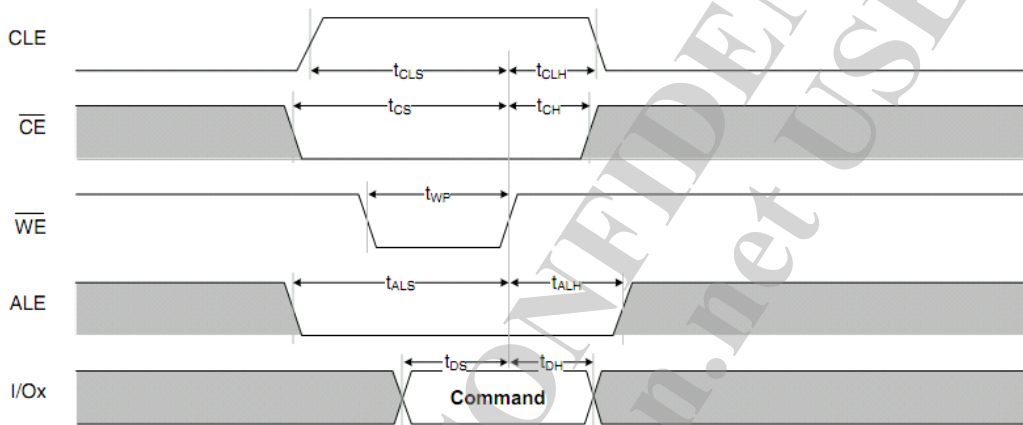 CLE
tCLS
tCLH
CE
tCS
tCH
WE
tWP
ALE
tALS
tALH
I/Ox
tDS
tDH
Command